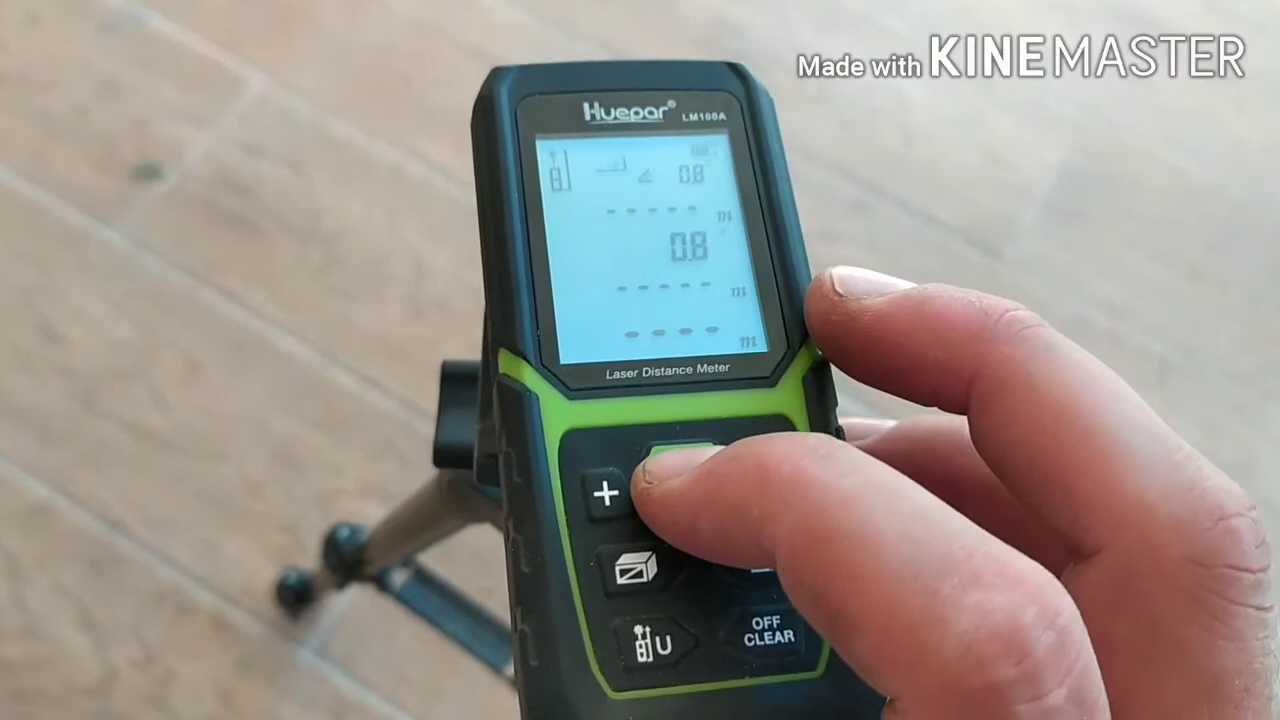 Made with KINEMASTER
Huepar® LM100A
0.8
m
0.8
m
m
Laser Distance Meter
+
U
OFF
CLEAR